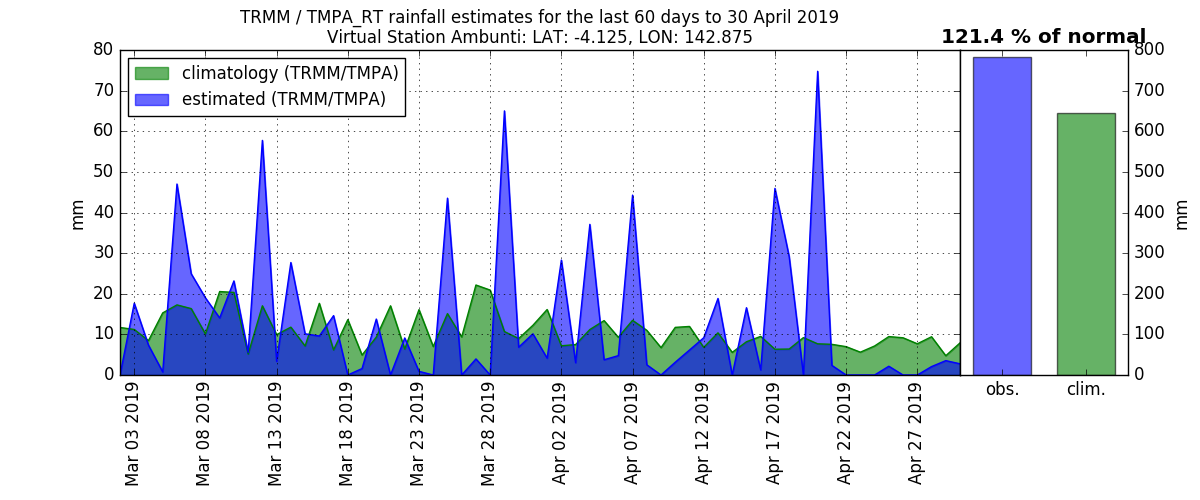 TRMM / TMPA_RT rainfall estimates for the last 60 days to 30 April 2019
Virtual Station Ambunti: LAT: -4.125, LON: 142.875
121.4 % of normal
climatology (TRMM/TMPA)
estimated (TRMM/TMPA)
80
70
60
50
40
30
20
10
0
mm
Mar 03 2019
Mar 08 2019
Mar 13 2019
Mar 18 2019
Mar 23 2019
Mar 28 2019
Apr 02 2019
Apr 07 2019
Apr 12 2019
Apr 17 2019
Apr 22 2019
Apr 27 2019
obs.
clim.
800
700
600
500
400
300
200
100
0
mm